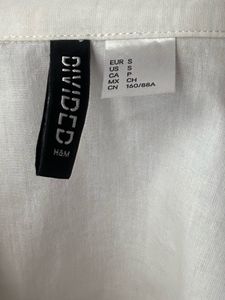 DIVIDED
H&M
EUR S
US S
CA P
MX CH
CN 160/88A